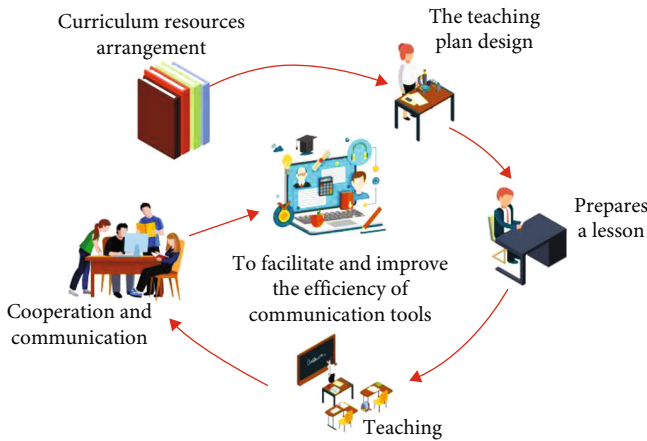 Curriculum resources
arrangement
The teaching
plan design
Prepares
a lesson
To facilitate and improve
the efficiency of
communication tools
Cooperation and
communication
Teaching